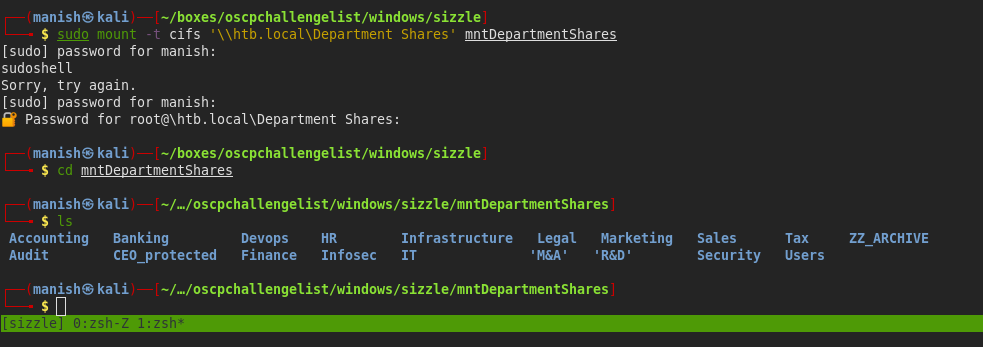 ┌──(manish㉿kali)-[~/boxes/oscpchallengelist/windows/sizzle]
└──╼ $ sudo mount -t cifs '\\htb.local\Department Shares' mntDepartmentShares
[sudo] password for manish:
sudoshell
Sorry, try again.
[sudo] password for manish:
🔐 Password for root@\htb.local\Department Shares:
┌──(manish㉿kali)-[~/boxes/oscpchallengelist/windows/sizzle]
└──╼ $ cd mntDepartmentShares
┌──(manish㉿kali)-[~/…/oscpchallengelist/windows/sizzle/mntDepartmentShares]
└──╼ $ ls
Accounting Banking Devops HR Infrastructure Legal Marketing Sales Tax ZZ_ARCHIVE
Audit CEO_protected Finance Infosec IT 'M&A' 'R&D' Security Users
┌──(manish㉿kali)-[~/…/oscpchallengelist/windows/sizzle/mntDepartmentShares]
└──╼ $
[sizzle] 0:zsh-Z 1:zsh*